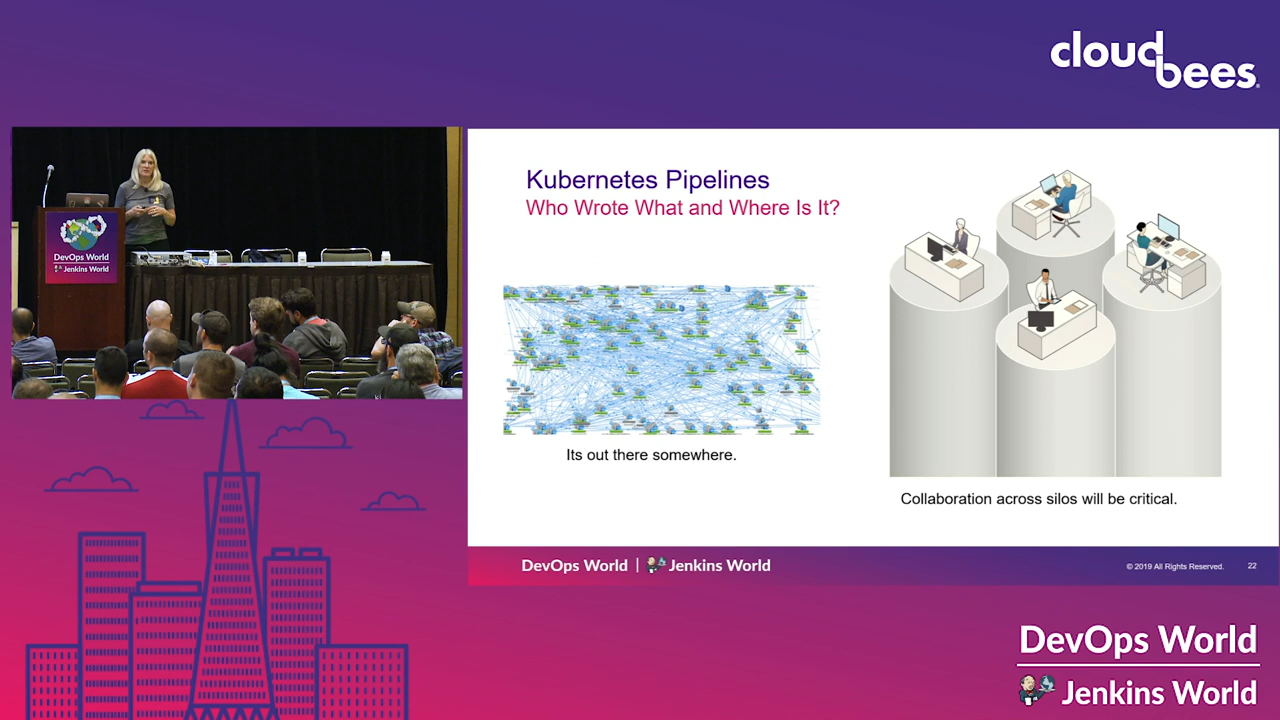 cloudbees
DevOps World
Jenkins World
Kubernetes Pipelines
Who Wrote What and Where Is It?
Its out there somewhere.
Collaboration across silos will be critical.
DevOps World | Jenkins World
© 2019 All Rights Reserved.
22
DevOps World
Jenkins World